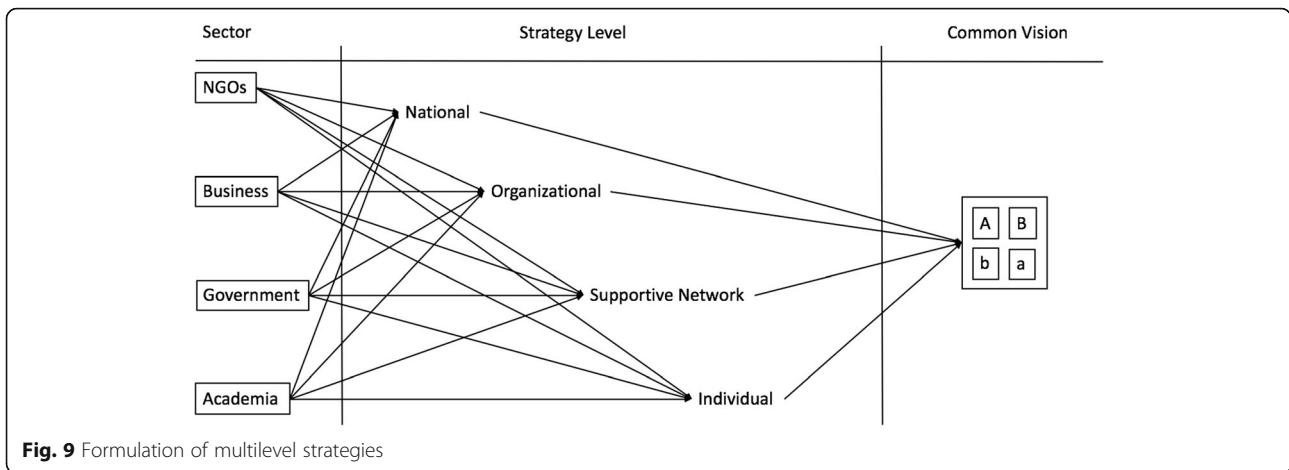 Sector Strategy Level Common Vision
NGOs
National
Business
Organizational
A B
b a
Government
Supportive Network
Academia
Individual
Fig. 9 Formulation of multilevel strategies